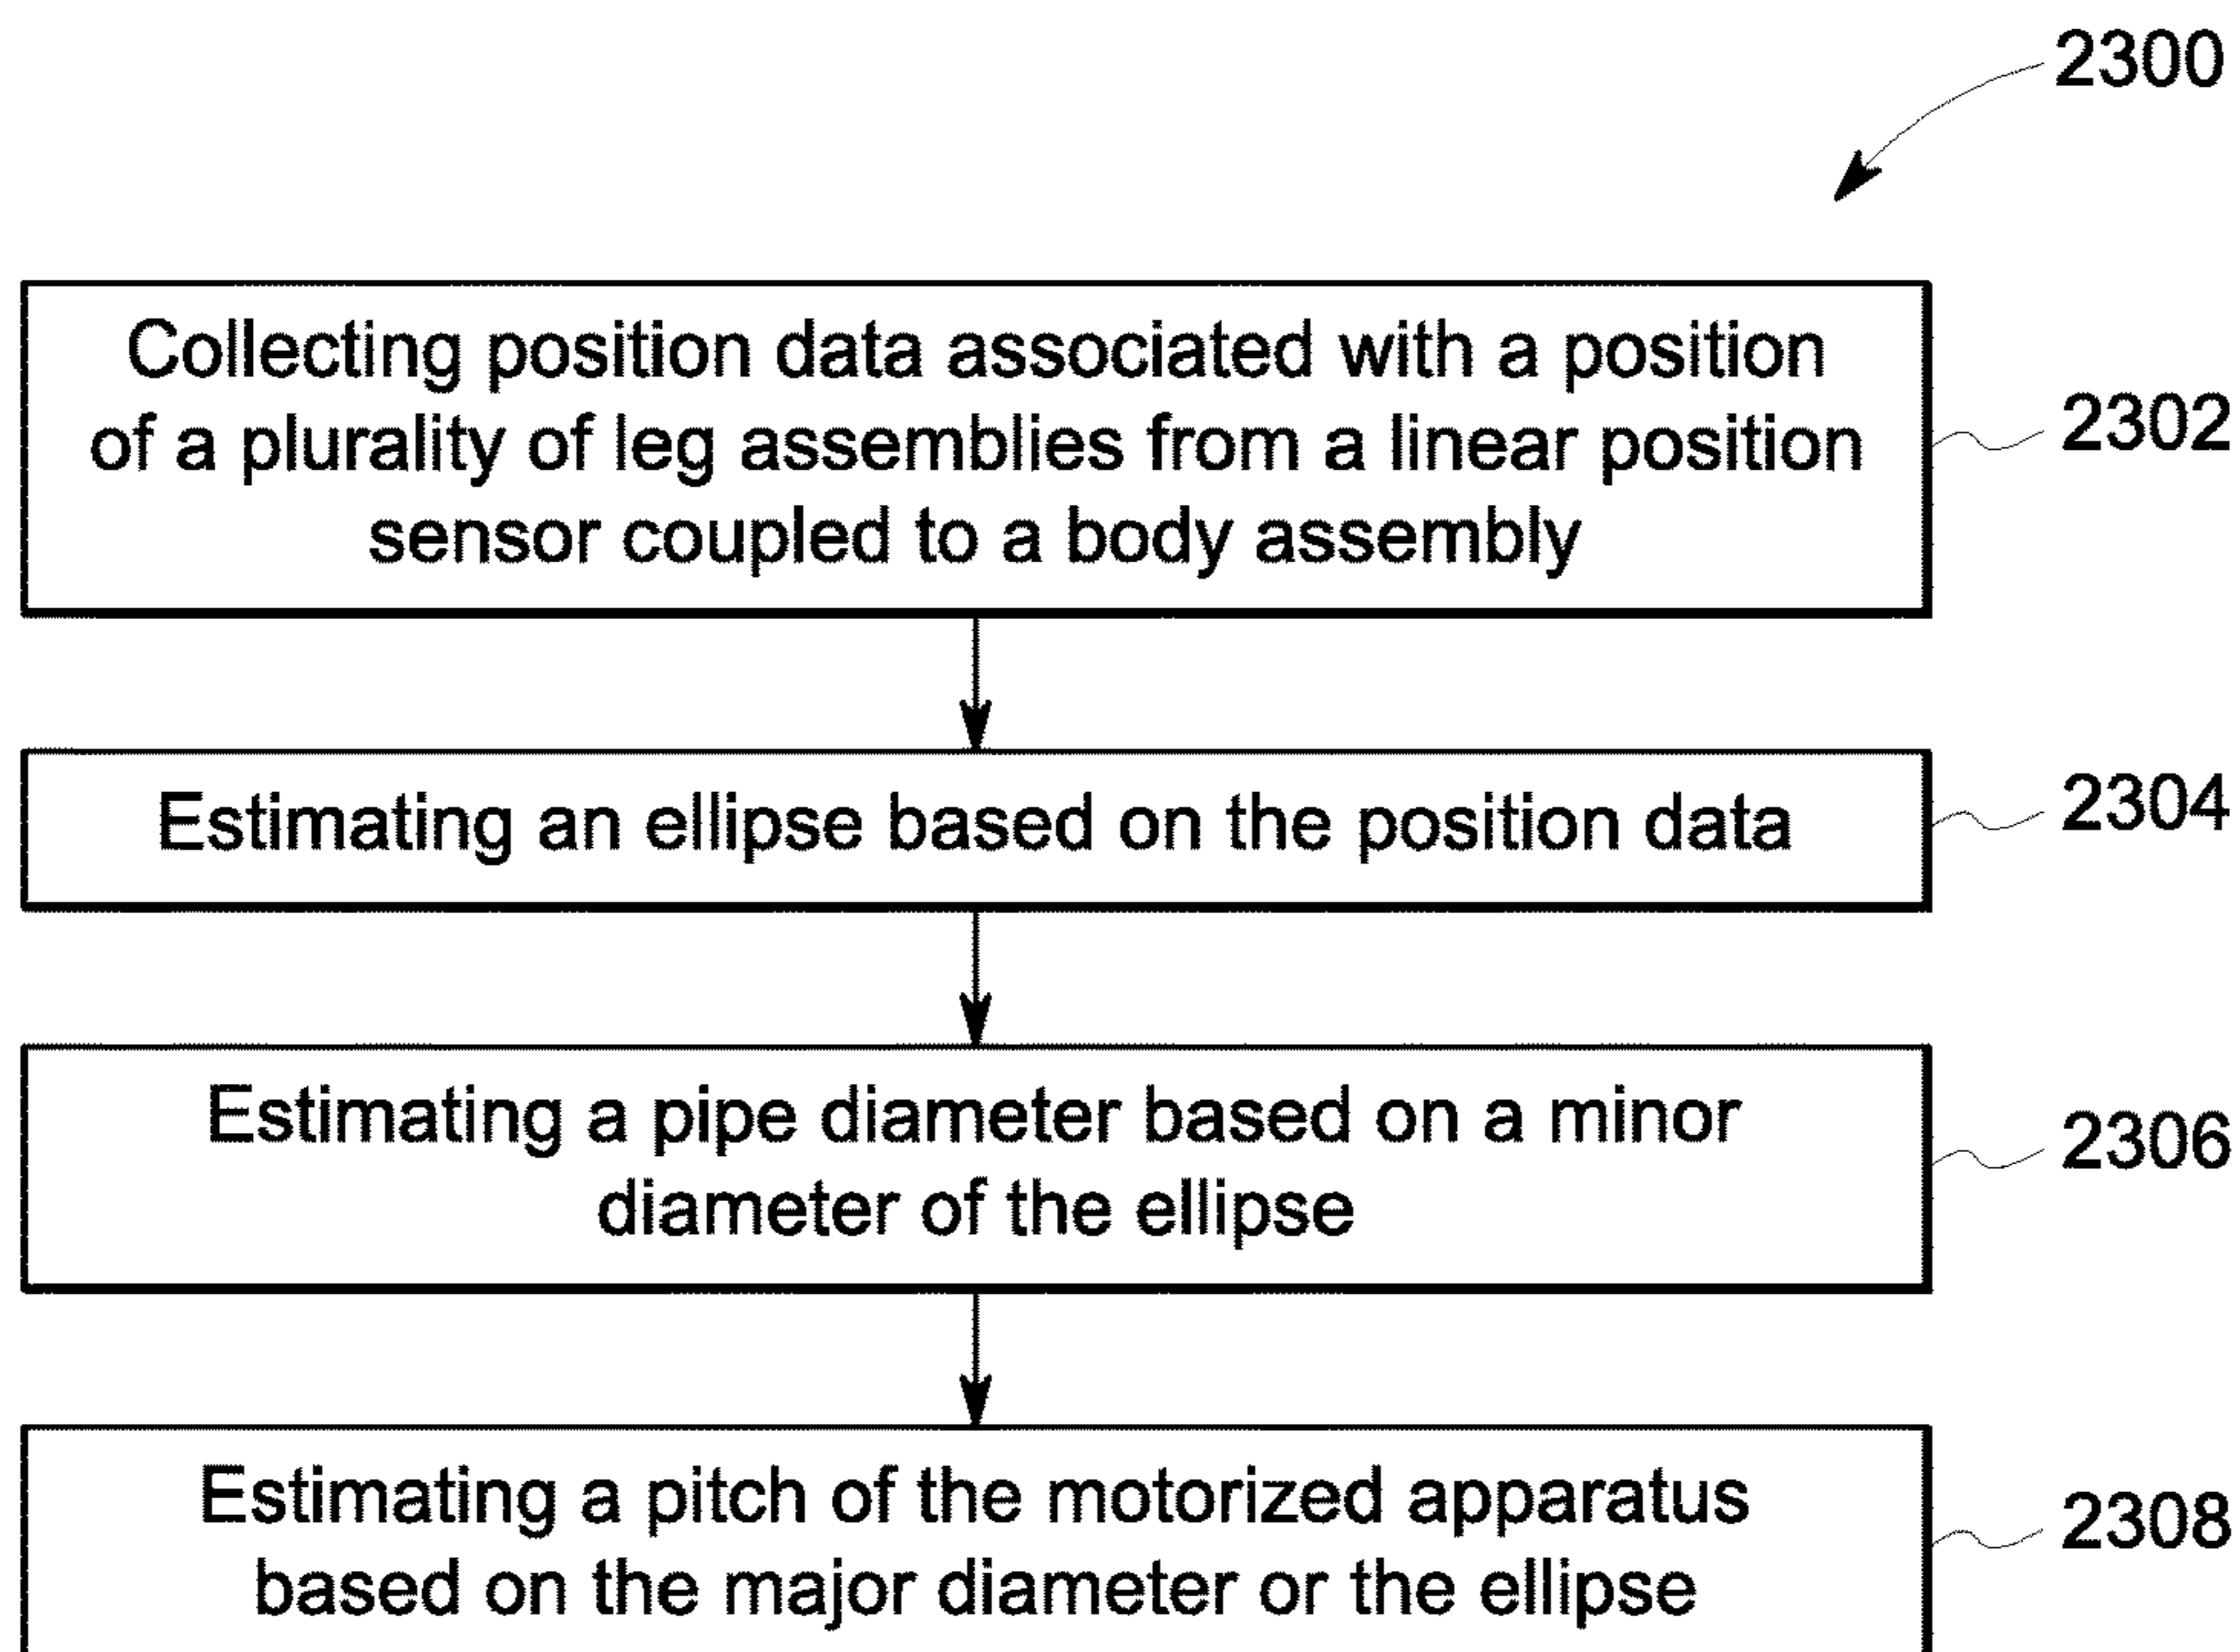 2300
Collecting position data associated with a position
of a plurality of leg assemblies from a linear position
sensor coupled to a body assembly
2302
Estimating an ellipse based on the position data
2304
Estimating a pipe diameter based on a minor
diameter of the ellipse
2306
Estimating a pitch of the motorized apparatus
based on the major diameter or the ellipse
2308